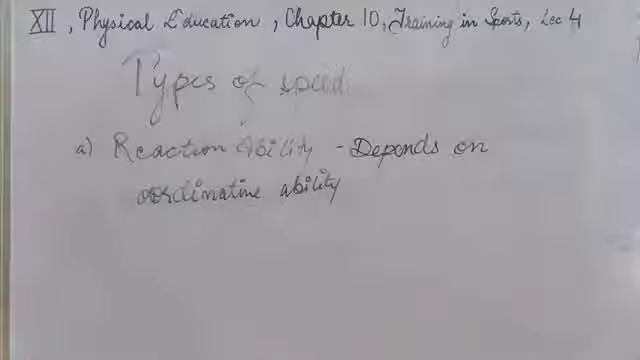 XII, Physical Education, Chapter 10, Training in Sports, Lec 4
Types of speed
a) Reaction Ability - Depends on
coordinative ability